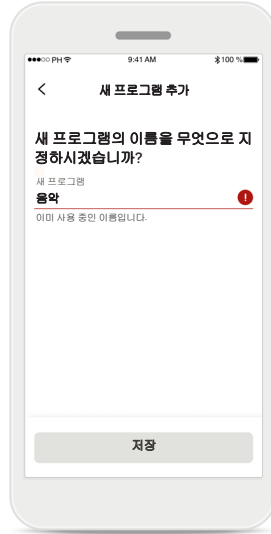 PH 9:41 AM 100 %
새 프로그램 추가
새 프로그램의 이름을 무엇으로 지
정하시겠습니까?
새 프로그램
음악
이미 사용 중인 이름입니다.
저장